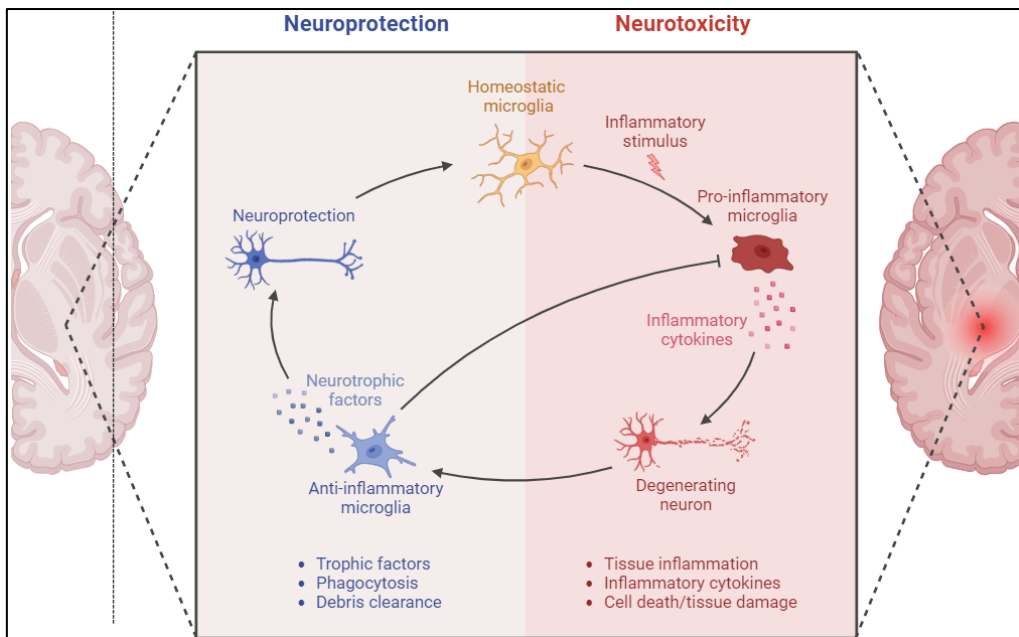 Neuroprotection
Neurotoxicity
Homeostatic
microglia
Inflammatory
stimulus
Pro-inflammatory
microglia
Neuroprotection
Inflammatory
cytokines
Neurotrophic
factors
Anti-inflammatory
microglia
Degenerating
neuron
• Trophic factors
• Phagocytosis
• Debris clearance
• Tissue inflammation
• Inflammatory cytokines
• Cell death/tissue damage